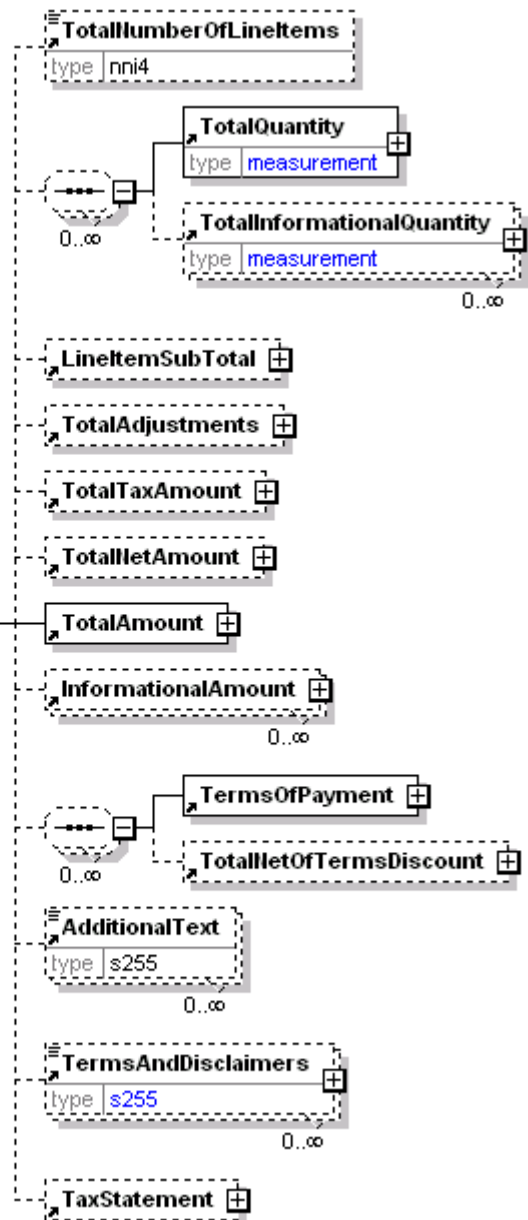 TotalNumberOfLineItems
type nni4
TotalQuantity
type measurement
TotalInformationalQuantity
type measurement
0..∞
0..∞
LineItemSubTotal
TotalAdjustments
TotalTaxAmount
TotalNetAmount
TotalAmount
InformationalAmount
0..∞
TermsOfPayment
TotalNetOfTermsDiscount
0..∞
AdditionalText
type s255
0..∞
TermsAndDisclaimers
type s255
0..∞
TaxStatement